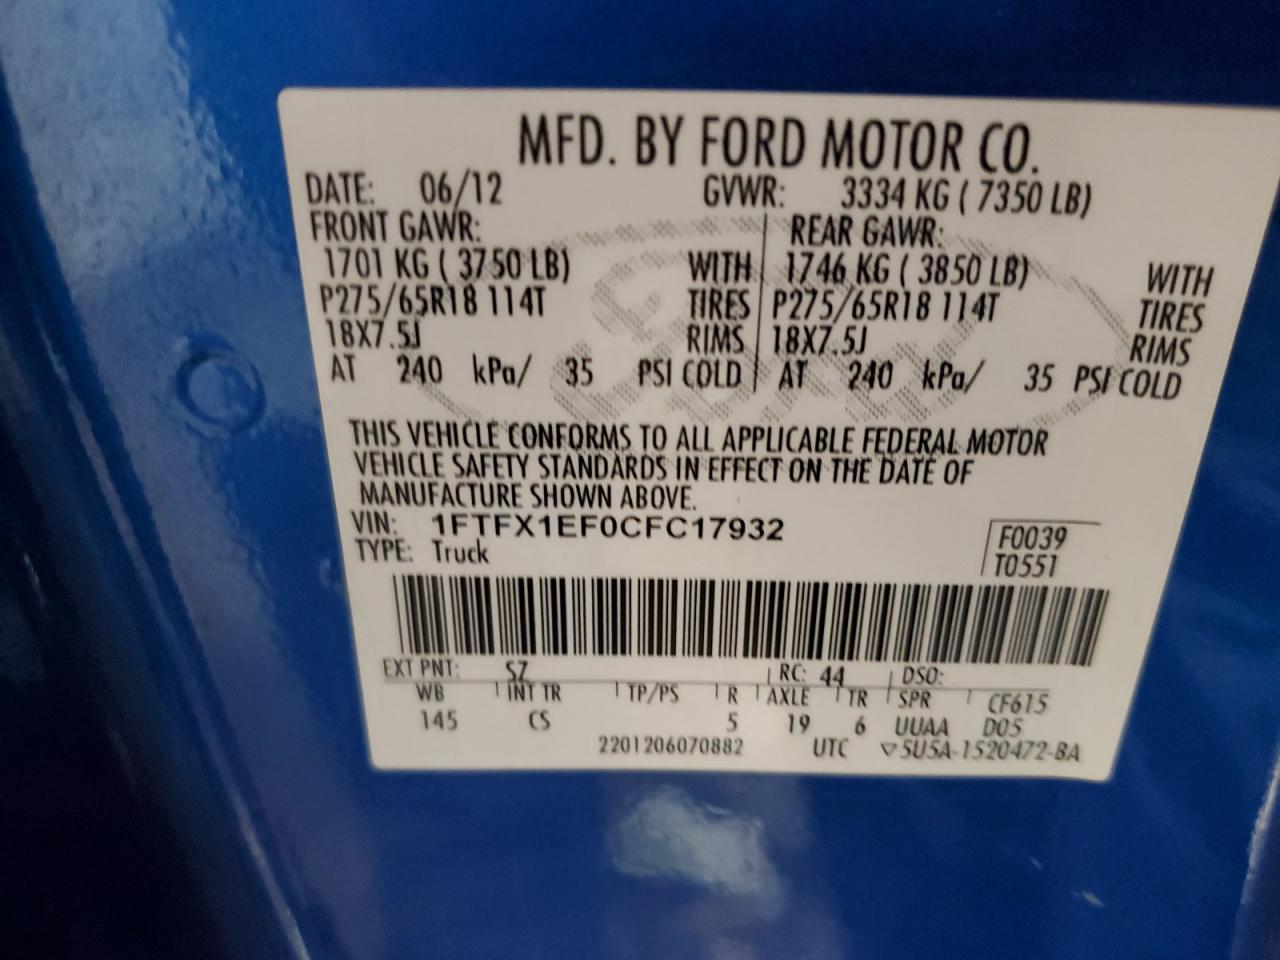 MFD. BY FORD MOTOR CO.
DATE: 06/12 GVWR: 3334 KG ( 7350 LB)
FRONT GAWR: REAR GAWR:
1701 KG ( 3750 LB) WITH 1746 KG ( 3850 LB) WITH
P275/65R18 114T TIRES P275/65R18 114T TIRES
18X7.5J RIMS 18X7.5J RIMS
AT 240 kPa/ 35 PSI COLD AT 240 kPa/ 35 PSI COLD
THIS VEHICLE CONFORMS TO ALL APPLICABLE FEDERAL MOTOR
VEHICLE SAFETY STANDARDS IN EFFECT ON THE DATE OF
MANUFACTURE SHOWN ABOVE.
VIN: 1FTFX1EF0CFC17932
TYPE: Truck
F0039
T0551
EXT PNT: SZ RC: 44 DSO:
WB INT TR TP/PS R AXLE TR SPR CF615
145 CS 5 19 6 UUAA D05
2201206070882 UTC ▽5U5A-1520472-BA